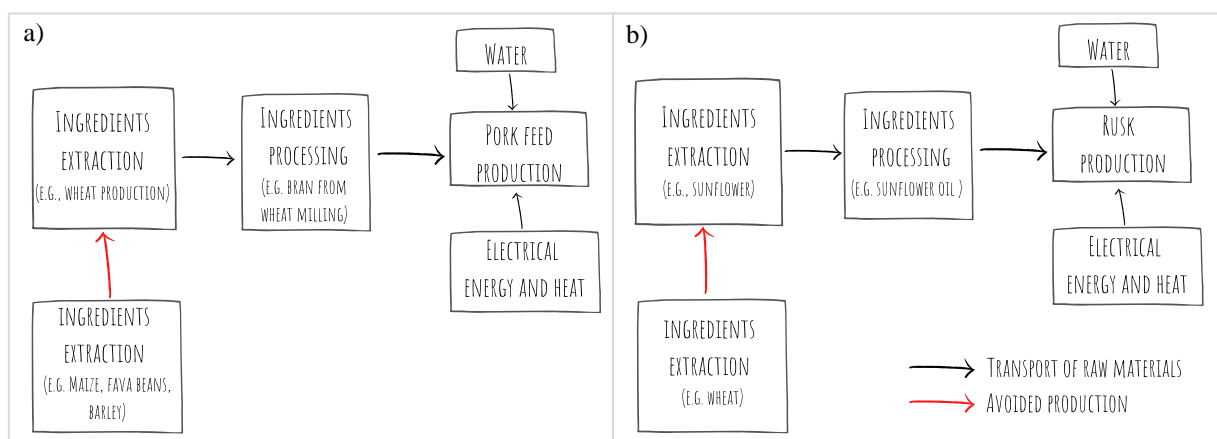 a)
WATER
INGREDIENTS
EXTRACTION
(E.G., WHEAT PRODUCTION)
INGREDIENTS
PROCESSING
(E.G. BRAN FROM
WHEAT MILLING)
PORK FEED
PRODUCTION
ELECTRICAL
ENERGY AND HEAT
INGREDIENTS
EXTRACTION
(E.G. MAIZE, FAVA BEANS,
BARLEY)
b)
WATER
INGREDIENTS
EXTRACTION
(E.G., SUNFLOWER)
INGREDIENTS
PROCESSING
(E.G. SUNFLOWER OIL )
RUSK
PRODUCTION
ELECTRICAL
ENERGY AND HEAT
INGREDIENTS
EXTRACTION
(E.G. WHEAT)
TRANSPORT OF RAW MATERIALS
AVOIDED PRODUCTION